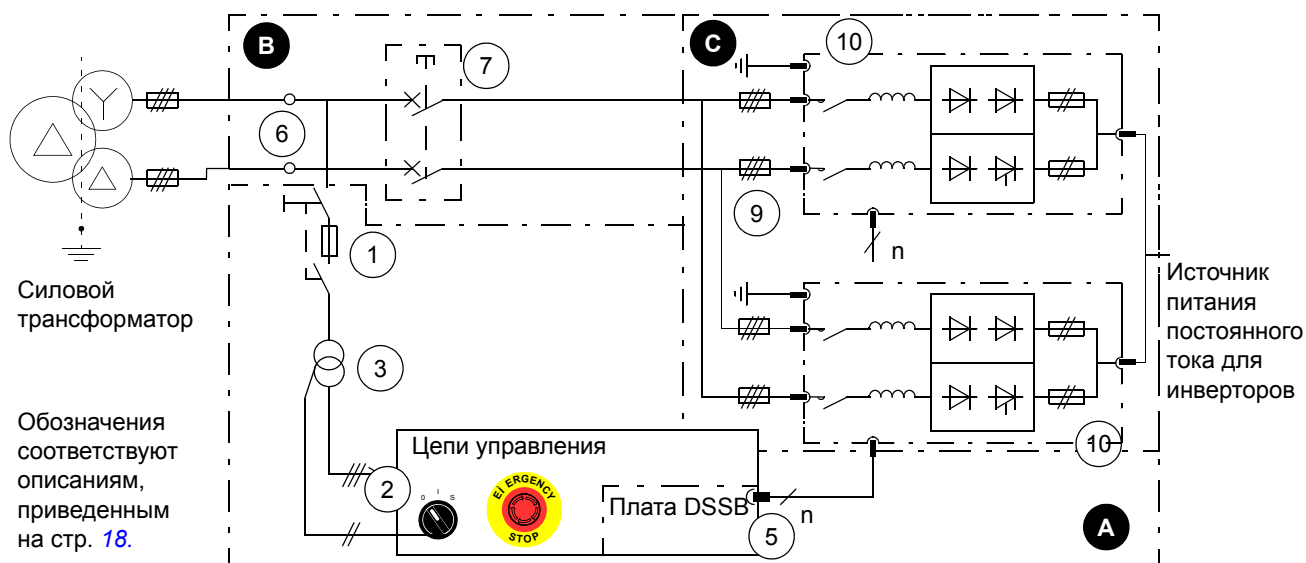 B
C
10
7
6
9
n
1
Силовой
трансформатор
Источник
питания
постоянного
тока для
инверторов
3
Обозначения
соответствуют
описаниям,
приведенным
на стр. 18.
Цепи управления
10
2
0 I S
EMERGENCY
STOP
Плата DSSB
n
5
A